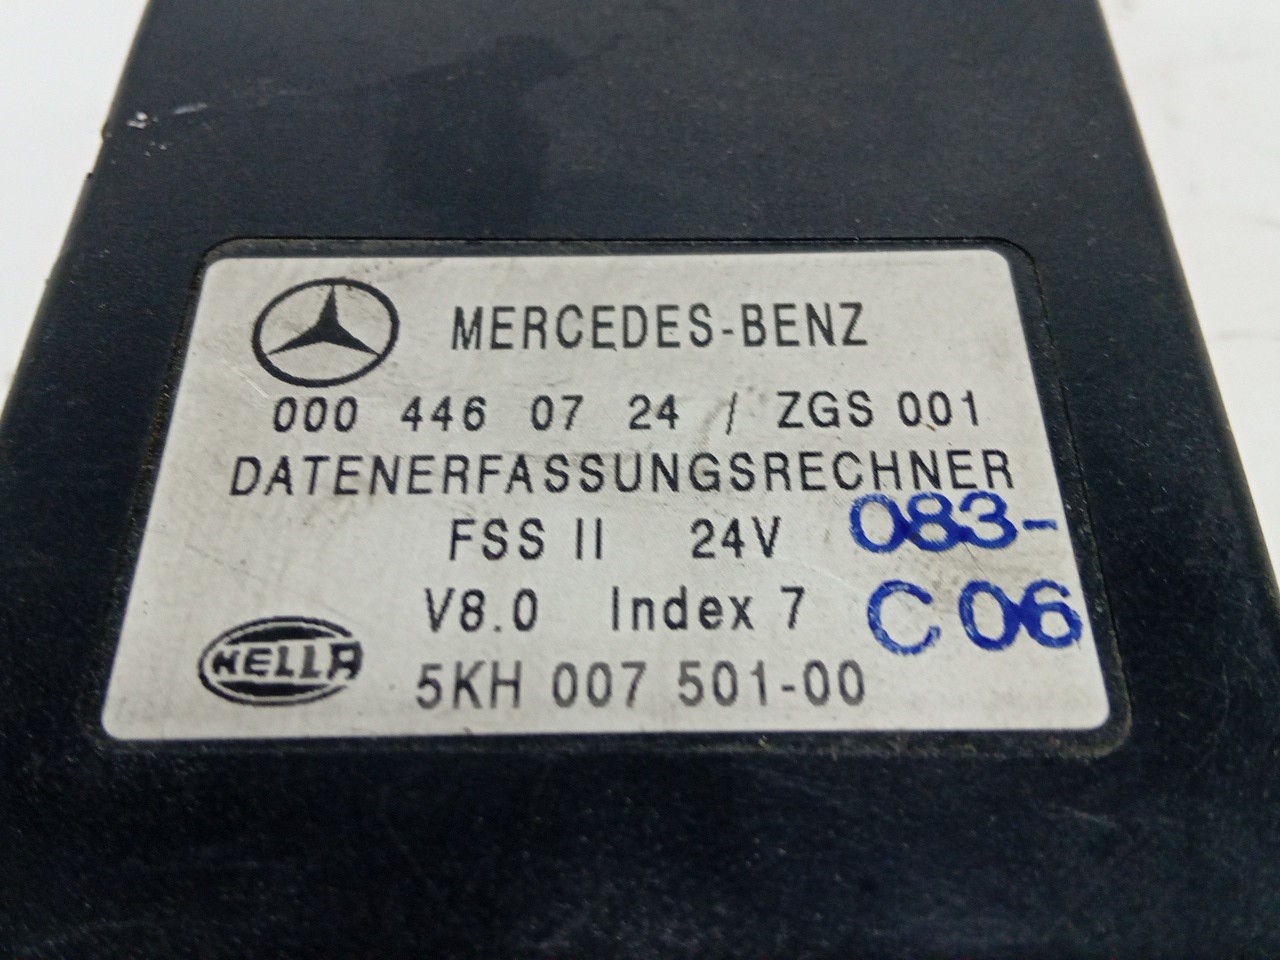 MERCEDES-BENZ
000 446 07 24 / ZGS 001
DATENERFASSUNGSRECHNER
FSS II 24V 083-
V8.0 Index 7 C06
HELLA 5KH 007 501-00